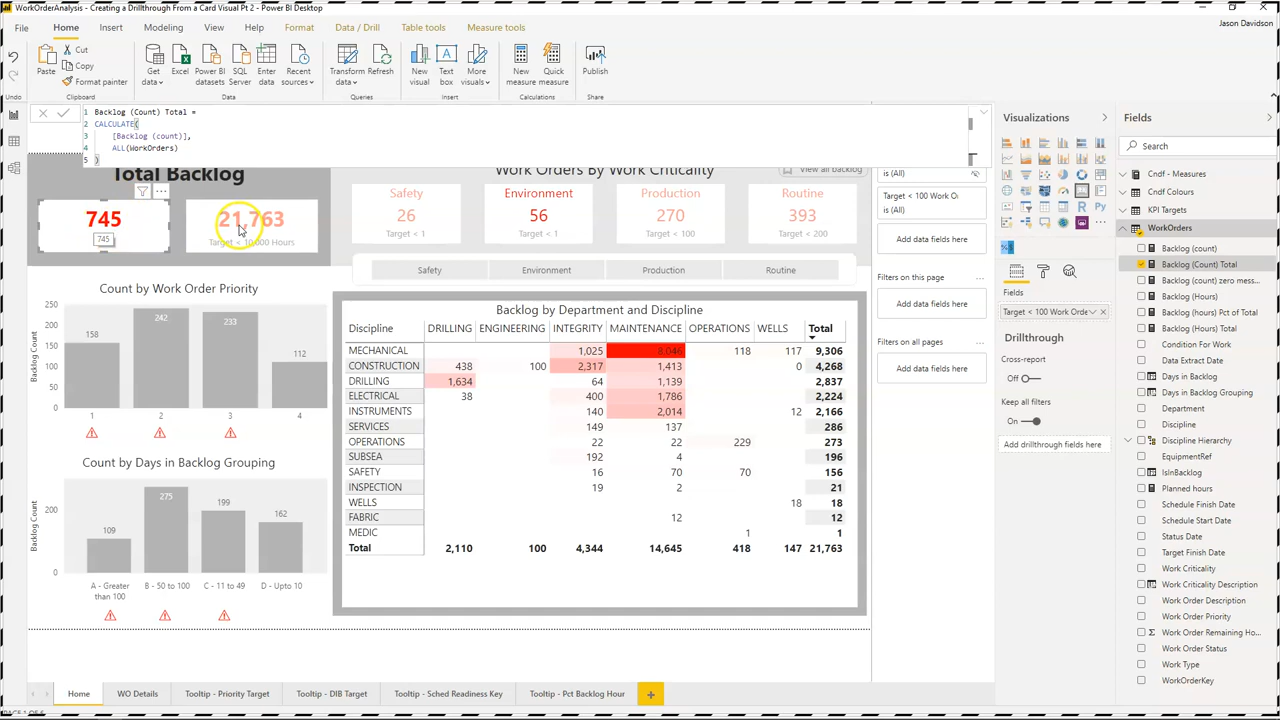 WorkOrderAnalysis - Creating a Drillthrough From a Card Visual Pt 2 - Power BI Desktop
Jason Davidson
File Home Insert Modeling View Help Format Data / Drill Table tools Measure tools
Paste
Cut
Copy
Format painter
Get data
Excel
Power BI datasets
SQL Server
Enter data
Recent sources
Transform data
Refresh
New visual
Text box
More visuals
New measure
Quick measure
Publish
Undo Clipboard Data Queries Insert Calculations Share
1 Backlog (Count) Total =
2 CALCULATE(
3 [Backlog (count)],
4 ALL(WorkOrders)
5 )
Total Backlog
745
745
21,763
Target < 10,000 Hours
Work Orders By Work Criticality
View all backlog
Safety
26
Target < 1
Environment
56
Target < 1
Production
270
Target < 100
Routine
393
Target < 200
Safety Environment Production Routine
Count by Work Order Priority
Backlog Count
250
200
150
100
50
0
158 242 233 112
1 2 3 4
Count by Days in Backlog Grouping
Backlog Count
200
0
109 275 199 162
A - Greater than 100
B - 50 to 100
C - 11 to 49
D - Upto 10
Backlog by Department and Discipline
Discipline DRILLING ENGINEERING INTEGRITY MAINTENANCE OPERATIONS WELLS Total
MECHANICAL 1,025 8,046 118 117 9,306
CONSTRUCTION 438 100 2,317 1,413 0 4,268
DRILLING 1,634 64 1,139 2,837
ELECTRICAL 38 400 1,786 2,224
INSTRUMENTS 140 2,014 12 2,166
SERVICES 149 137 286
OPERATIONS 22 22 229 273
SUBSEA 192 4 196
SAFETY 16 70 70 156
INSPECTION 19 2 21
WELLS 18 18
FABRIC 12 12
MEDIC 1 1
Total 2,110 100 4,344 14,645 418 147 21,763
is (All)
Target < 100 Work O
is (All)
Add data fields here
Filters on this page ...
Add data fields here
Filters on all pages ...
Add data fields here
Visualizations
Fields
Target < 100 Work Orde
Drillthrough
Cross-report
Off
Keep all filters
On
Add drillthrough fields here
Fields
Search
Cnd - Measures
Cnd Colours
KPI Targets
WorkOrders
Backlog (count)
Backlog (Count) Total
Backlog (count) zero mess...
Backlog (Hours)
Backlog (hours) Pct of Total
Backlog (Hours) Total
Condition For Work
Data Extract Date
Days in Backlog
Days in Backlog Grouping
Department
Discipline
Discipline Hierarchy
EquipmentRef
IsInBacklog
Planned hours
Schedule Finish Date
Schedule Start Date
Status Date
Target Finish Date
Work Criticality
Work Criticality Description
Work Order Description
Work Order Priority
Work Order Remaining Ho...
Work Order Status
Work Type
WorkOrderKey
Home WO Details Tooltip - Priority Target Tooltip - DIB Target Tooltip - Sched Readiness Key Tooltip - Pct Backlog Hour